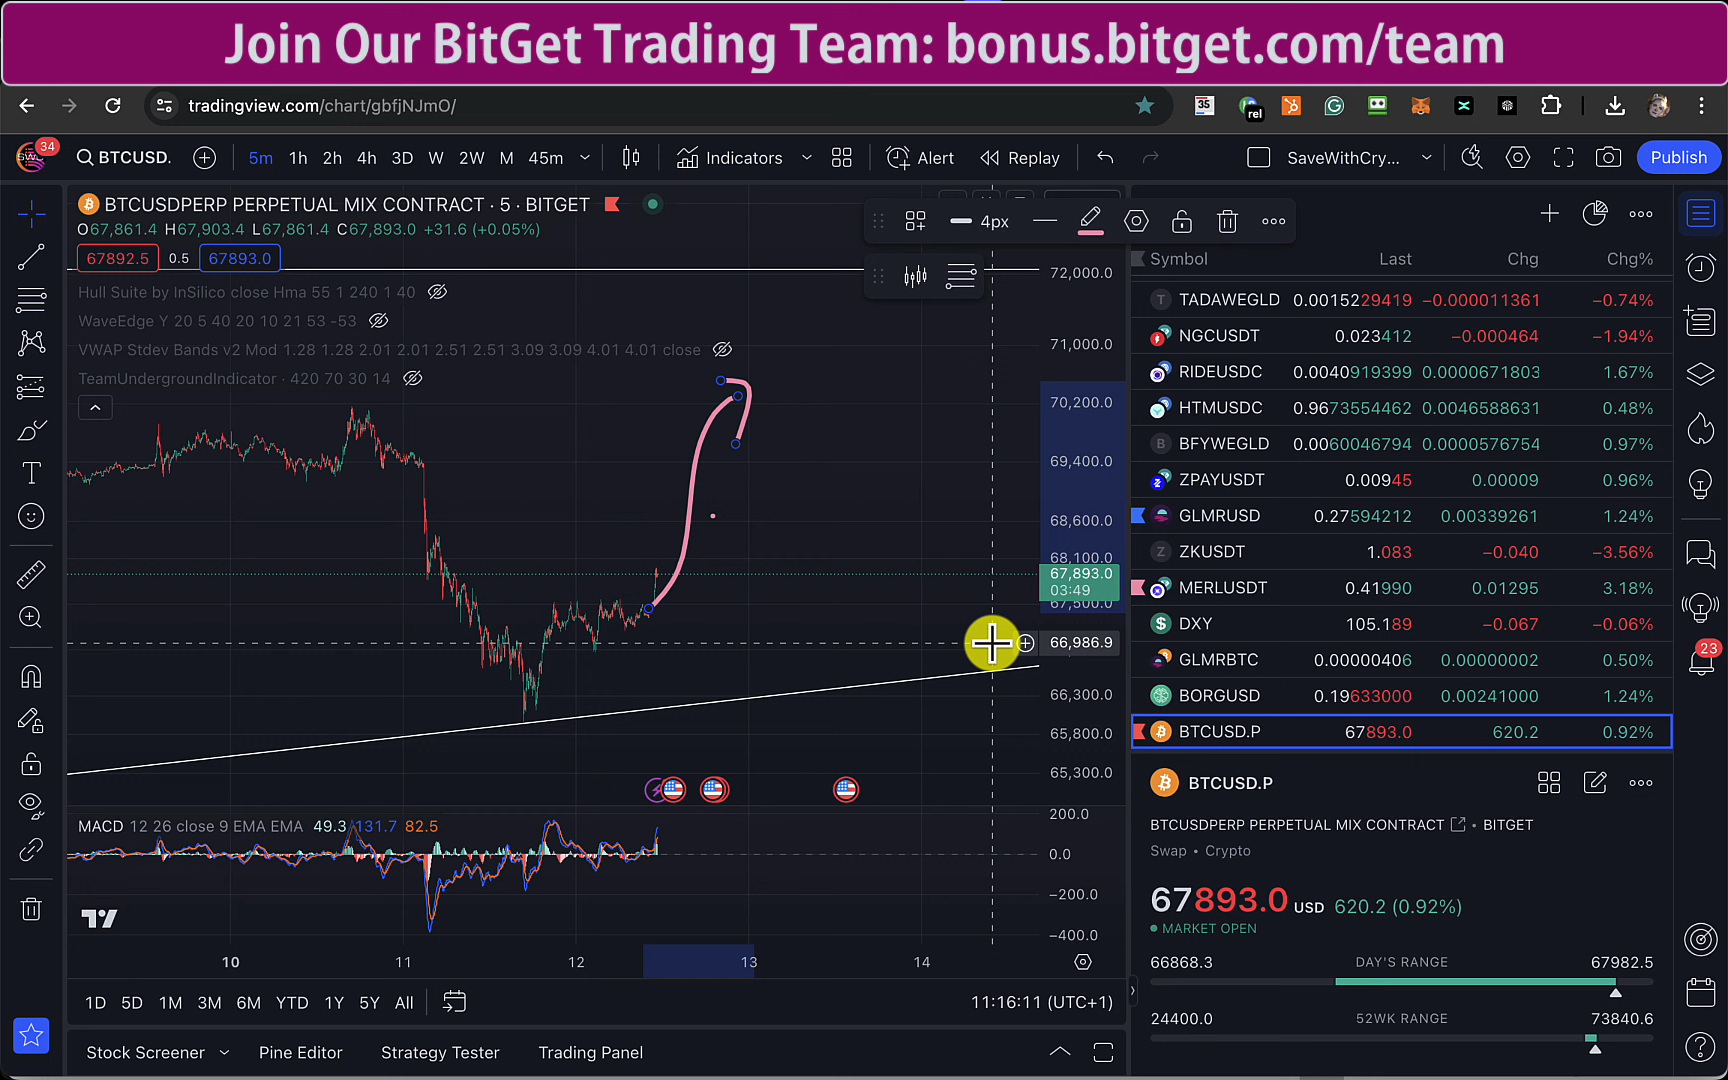 Join Our BitGet Trading Team: bonus.bitget.com/team
tradingview.com/chart/gbfjNJmO/
35
rel
34
BTCUSD.
5m 1h 2h 4h 3D W 2W M 45m
Indicators
Alert
Replay
SaveWithCry...
Publish
BTCUSDPERP PERPETUAL MIX CONTRACT · 5 · BITGET
O67,861.4 H67,903.4 L67,861.4 C67,893.0 +31.6 (+0.05%)
67892.5 0.5 67893.0
Hull Suite by InSilico close Hma 55 1 240 1 40
WaveEdge Y 20 5 40 20 10 21 53 -53
VWAP Stdev Bands v2 Mod 1.28 1.28 2.01 2.01 2.51 2.51 3.09 3.09 4.01 4.01 close
TeamUndergroundIndicator · 420 70 30 14
4px
72,000.0
71,000.0
70,200.0
69,400.0
68,600.0
68,100.0
67,893.0
03:49
67,500.0
66,986.9
66,300.0
65,800.0
65,300.0
MACD 12 26 close 9 EMA EMA 49.3 131.7 82.5
200.0
0.0
−200.0
−400.0
10 11 12 13 14
1D 5D 1M 3M 6M YTD 1Y 5Y All
11:16:11 (UTC+1)
Stock Screener Pine Editor Strategy Tester Trading Panel
Symbol Last Chg Chg%
TADAWEGLD 0.0015229419 −0.000011361 −0.74%
NGCUSDT 0.023412 −0.000464 −1.94%
RIDEUSDC 0.0040919399 0.0000671803 1.67%
HTMUSDC 0.9673554462 0.0046588631 0.48%
BFYWEGLD 0.0060046794 0.0000576754 0.97%
ZPAYUSDT 0.00945 0.00009 0.96%
GLMRUSD 0.27594212 0.00339261 1.24%
ZKUSDT 1.083 −0.040 −3.56%
MERLUSDT 0.41990 0.01295 3.18%
DXY 105.189 −0.067 −0.06%
GLMRBTC 0.00000406 0.00000002 0.50%
BORGUSD 0.19633000 0.00241000 1.24%
BTCUSD.P 67893.0 620.2 0.92%
BTCUSD.P
BTCUSDPERP PERPETUAL MIX CONTRACT • BITGET
Swap • Crypto
67893.0 USD 620.2 (0.92%)
MARKET OPEN
66868.3 DAY'S RANGE 67982.5
24400.0 52WK RANGE 73840.6
23